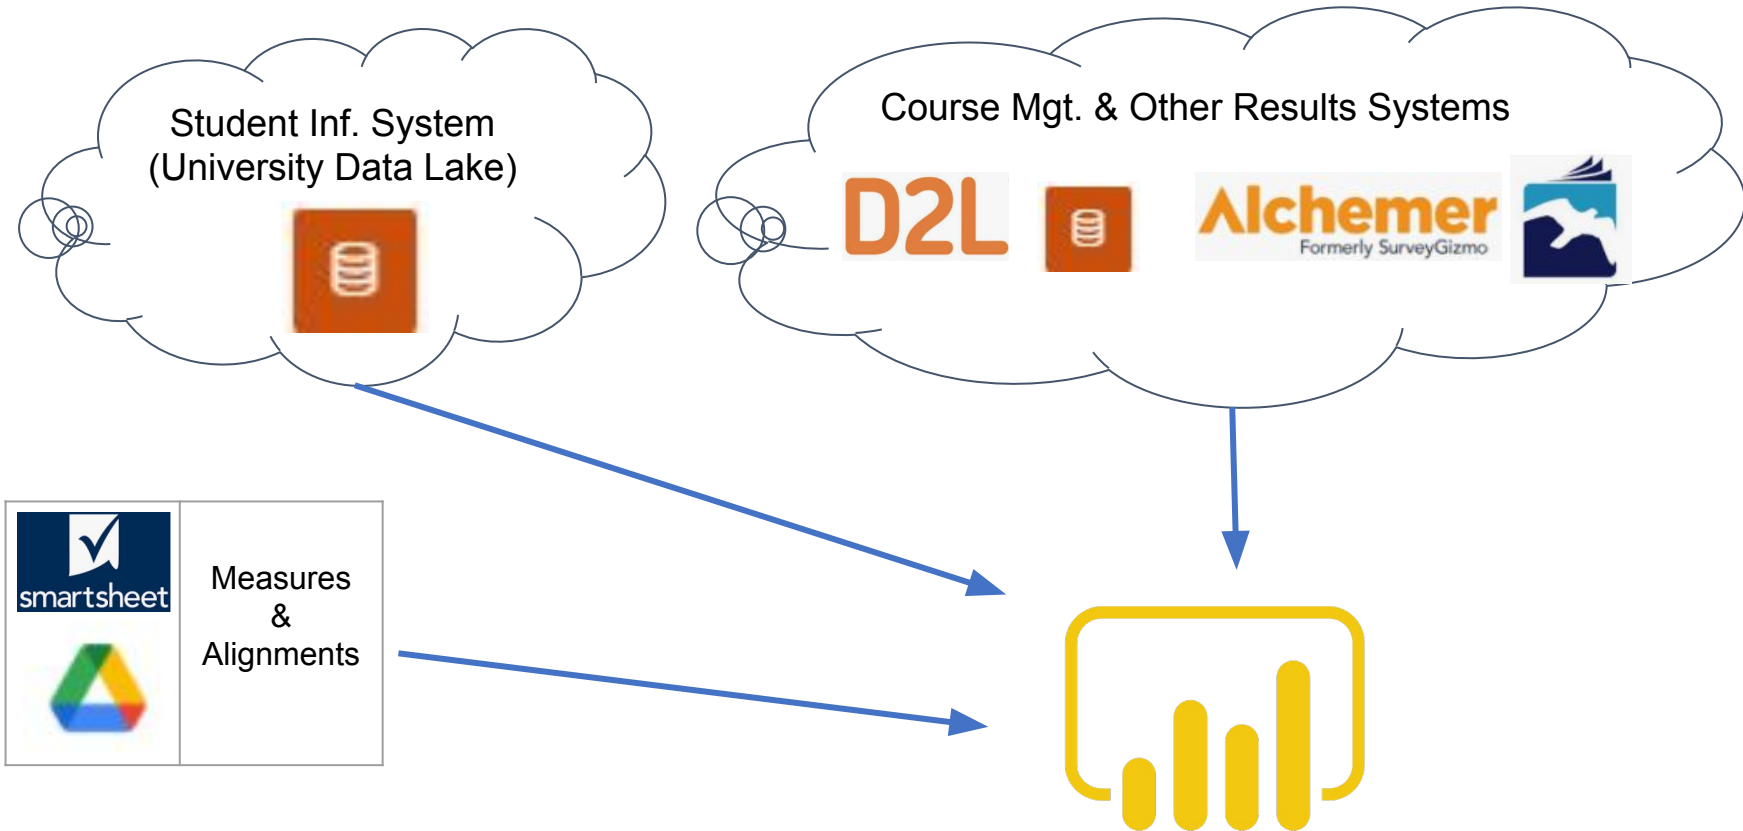 Student Inf. System
(University Data Lake)
Course Mgt. & Other Results Systems
D2L
Alchemer
Formerly SurveyGizmo
smartsheet
Measures
&
Alignments